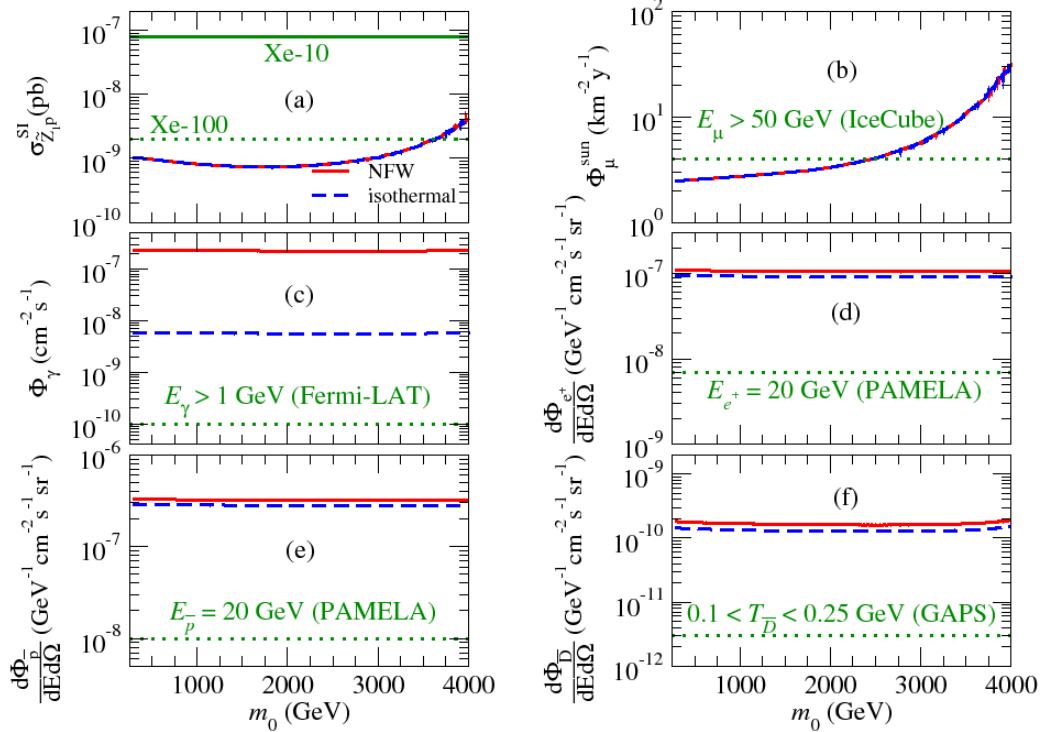 10⁻⁷
10⁻⁸
10⁻⁹
10⁻¹⁰
σ^SI_Z̃₁p (pb)
Xe-10
(a)
Xe-100
NFW
isothermal
10²
10¹
10⁰
Φ_μ^sun (km⁻²y⁻¹)
(b)
E_μ > 50 GeV (IceCube)
10⁻⁷
10⁻⁸
10⁻⁹
10⁻¹⁰
Φ_γ (cm⁻² s⁻¹)
(c)
E_γ > 1 GeV (Fermi-LAT)
10⁻⁶
10⁻⁷
10⁻⁸
10⁻⁹
dΦ_e⁺/dEdΩ (GeV⁻¹ cm⁻² s⁻¹ sr⁻¹)
(d)
E_e⁺ = 20 GeV (PAMELA)
10⁻⁶
10⁻⁷
10⁻⁸
dΦ_p̅/dEdΩ (GeV⁻¹ cm⁻² s⁻¹ sr⁻¹)
(e)
E_p̅ = 20 GeV (PAMELA)
1000 2000 3000 4000
m₀ (GeV)
10⁻⁹
10⁻¹⁰
10⁻¹¹
10⁻¹²
dΦ_D̅/dEdΩ (GeV⁻¹ cm⁻² s⁻¹ sr⁻¹)
(f)
0.1 < T_D̅ < 0.25 GeV (GAPS)
1000 2000 3000 4000
m₀ (GeV)